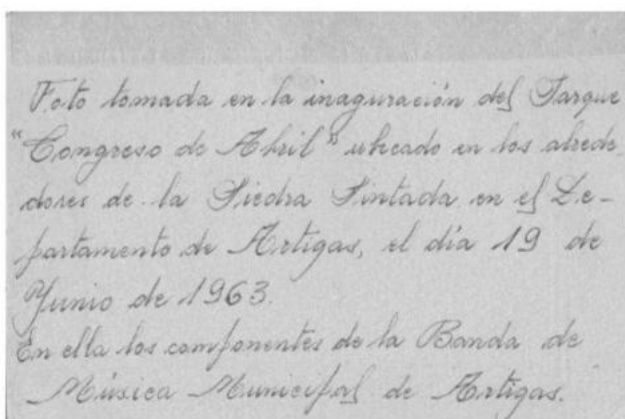 Foto tomada en la inaguración del Parque
"Congreso de Abril" ubicado en los alrede-
dores de la Piedra Pintada en el De-
partamento de Artigas, el día 19 de
Junio de 1963.
En ella los componentes de la Banda de
Música Municipal de Artigas.